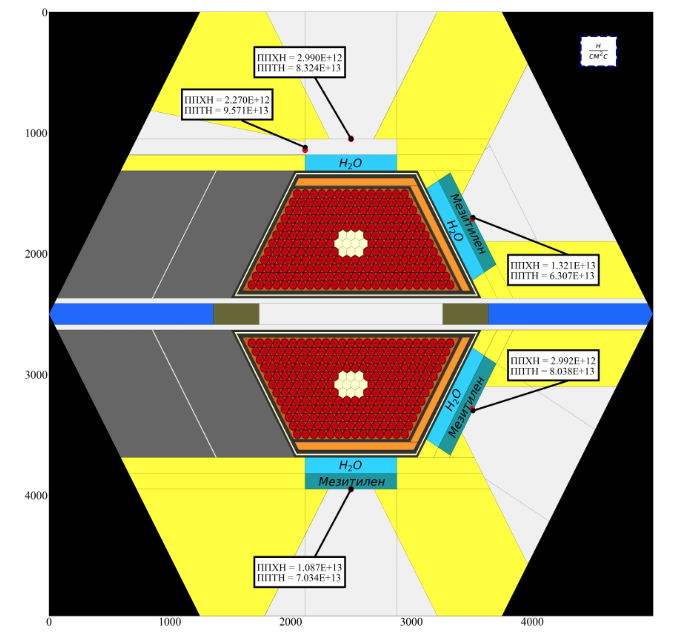 0
н
см²с
ППХН = 2.990E+12
ППТН = 8.324E+13
ППХН = 2.270E+12
ППТН = 9.571E+13
1000
H₂O
Мезитилен
H₂O
2000
ППХН = 1.321E+13
ППТН = 6.307E+13
3000
ППХН = 2.992E+12
ППТН = 8.038E+13
H₂O
Мезитилен
H₂O
Мезитилен
4000
ППХН = 1.087E+13
ППТН = 7.034E+13
0
1000
2000
3000
4000